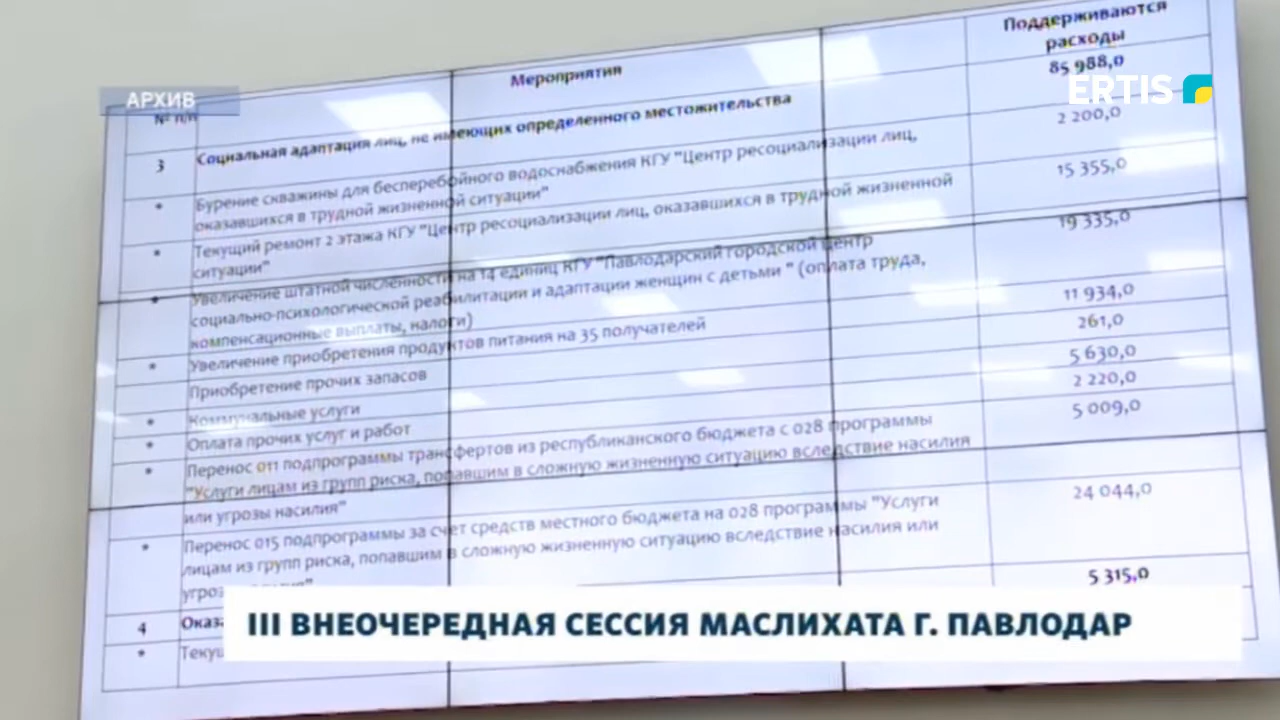 АРХИВ
ERTIS
№ п/п
Мероприятия
Поддерживаются
расходы
3
Социальная адаптация лиц, не имеющих определенного местожительства
85 988,0
•
Бурение скважины для бесперебойного водоснабжения КГУ "Центр ресоциализации лиц,
оказавшихся в трудной жизненной ситуации"
2 200,0
•
Текущий ремонт 2 этажа КГУ "Центр ресоциализации лиц, оказавшихся в трудной жизненной
ситуации"
15 355,0
•
Увеличение штатной численности на 14 единиц КГУ "Павлодарский городской центр
социально-психологической реабилитации и адаптации женщин с детьми " (оплата труда,
компенсационные выплаты, налоги)
19 335,0
•
Увеличение приобретения продуктов питания на 35 получателей
11 934,0
Приобретение прочих запасов
261,0
•
Коммунальные услуги
5 630,0
•
Оплата прочих услуг и работ
2 220,0
•
Перенос 011 подпрограммы трансфертов из республиканского бюджета с 028 программы
"Услуги лицам из групп риска, попавшим в сложную жизненную ситуацию вследствие насилия
или угрозы насилия"
5 009,0
•
Перенос 015 подпрограммы за счет средств местного бюджета на 028 программы "Услуги
лицам из групп риска, попавшим в сложную жизненную ситуацию вследствие насилия или
24 044,0
4
5 315,0
•
III ВНЕОЧЕРЕДНАЯ СЕССИЯ МАСЛИХАТА Г. ПАВЛОДАР